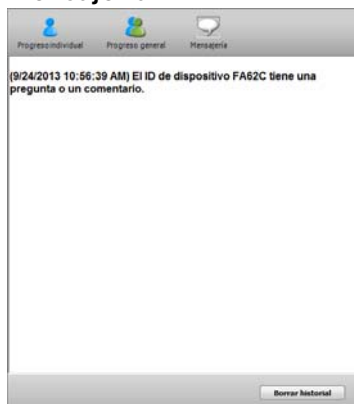 Progreso individual Progreso general Mensajería
(9/24/2013 10:56:39 AM) El ID de dispositivo FA62C tiene una
pregunta o un comentario.
Borrar historial